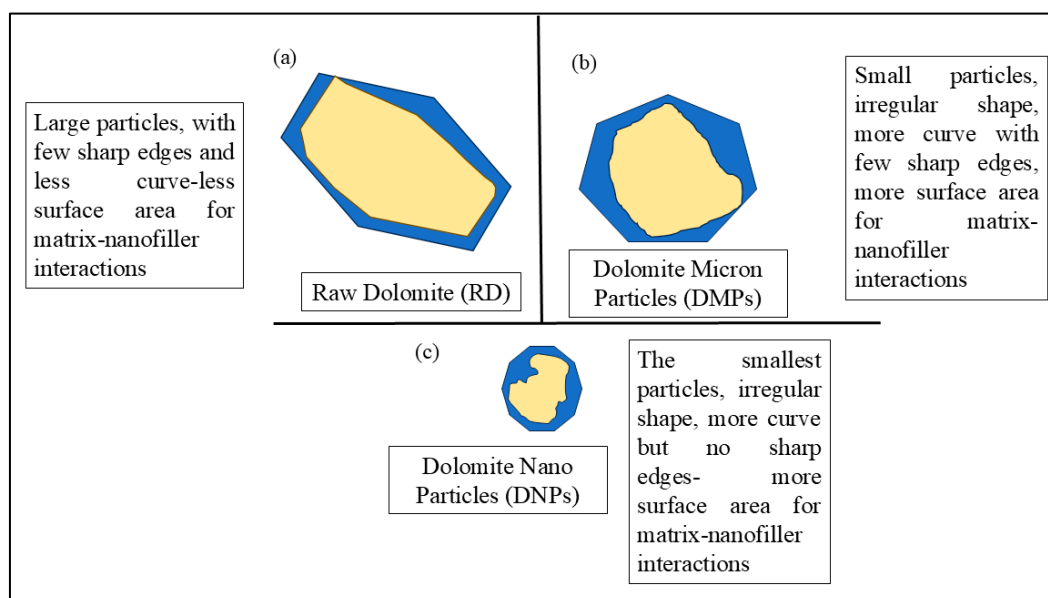 (a)
Large particles, with
few sharp edges and
less curve-less
surface area for
matrix-nanofiller
interactions
Raw Dolomite (RD)
(b)
Small particles,
irregular shape,
more curve with
few sharp edges,
more surface area
for matrix-
nanofiller
interactions
Dolomite Micron
Particles (DMPs)
(c)
Dolomite Nano
Particles (DNPs)
The smallest
particles, irregular
shape, more curve
but no sharp
edges- more
surface area for
matrix-nanofiller
interactions